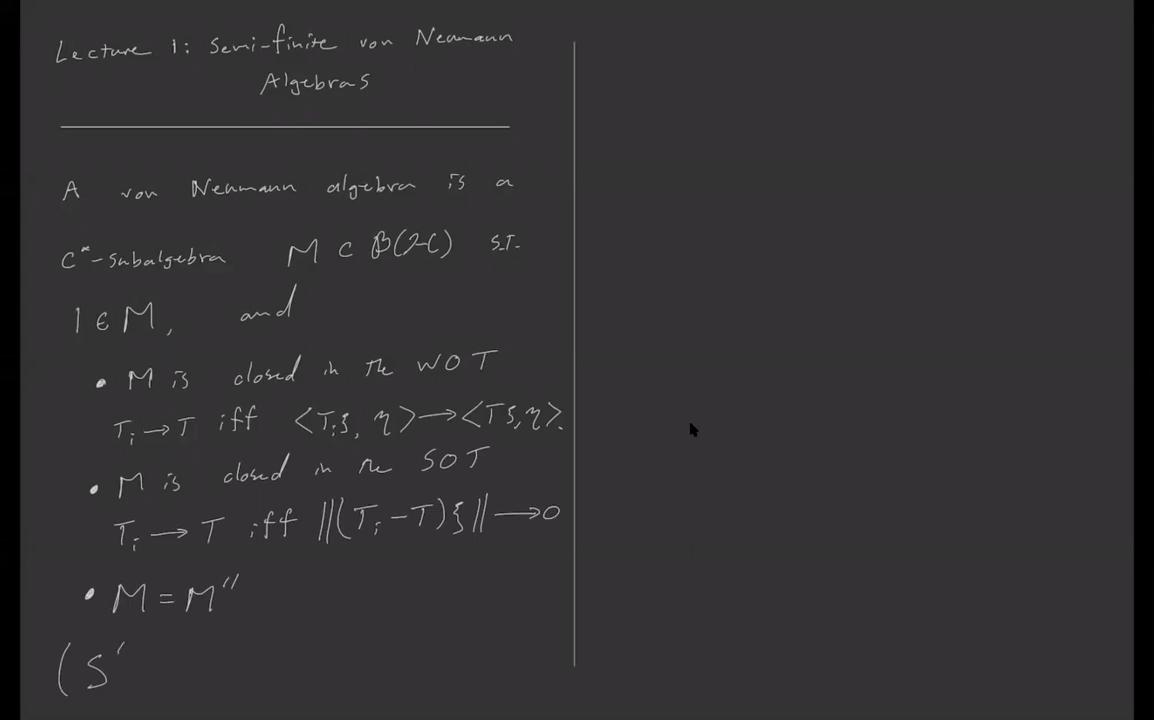 Lecture 1: Semi-finite von Neumann
Algebras
A von Neumann algebra is a
C*-subalgebra M ⊂ B(H) s.t.
1 ∈ M, and
• M is closed in the WOT
Tᵢ → T iff <Tᵢξ, η> → <Tξ, η>.
• M is closed in the SOT
Tᵢ → T iff ||(Tᵢ - T)ξ|| → 0
• M = M''
(S'